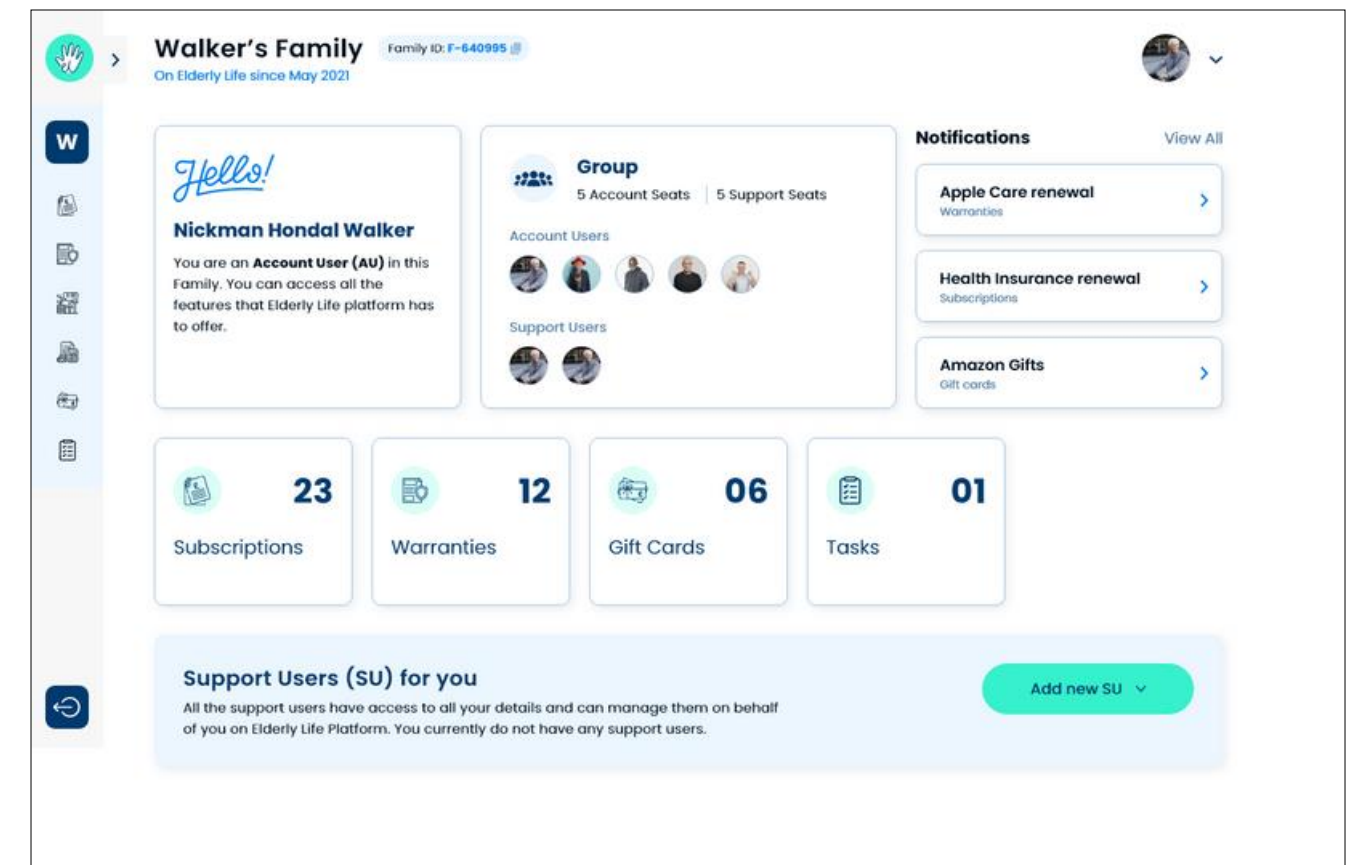 Walker's Family
Family ID: F-640995
On Elderly Life since May 2021
W
Hello!
Nickman Hondal Walker
You are an Account User (AU) in this
Family. You can access all the
features that Elderly Life platform has
to offer.
Group
5 Account Seats | 5 Support Seats
Account Users
Support Users
Notifications
View All
Apple Care renewal
Warranties
Health Insurance renewal
Subscriptions
Amazon Gifts
Gift cards
23
Subscriptions
12
Warranties
06
Gift Cards
01
Tasks
Support Users (SU) for you
All the support users have access to all your details and can manage them on behalf
of you on Elderly Life Platform. You currently do not have any support users.
Add new SU